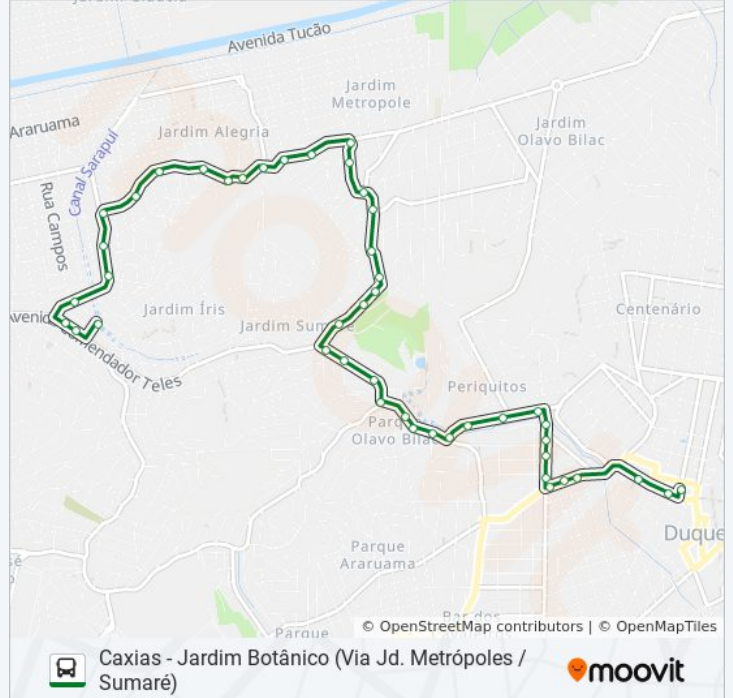 Avenida Tucão
Jardim
Metropole
Araruama
Jardim Alegria
Jardim
Olavo Bilac
Canal Sarapuí
Rua Campos
Jardim Íris
Centenário
Jardim Sumaré
Avenida Comendador Teles
Periquitos
Parque
Olavo Bilac
Duque
Parque
Araruama
Parque
© OpenStreetMap contributors | © OpenMapTiles
Caxias - Jardim Botânico (Via Jd. Metrópoles /
Sumaré)
moovit